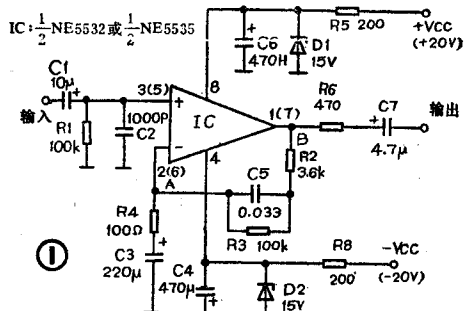 IC:1/2 NE5532或1/2 NE5535
R5 200
+VCC
(+20V)
C6
470H
D1
15V
C1
10μ
输入
3(5)
8
1000P
C2
R1
100k
+
IC
−
1(7)
B
R6
470
C7
输出
4.7μ
2(6)
A
4
R2
3.6k
C5
0.033
R3 100k
R4
100Ω
C3
220μ
C4
470μ
D2
15V
R8
200
-VCC
(-20V)
1